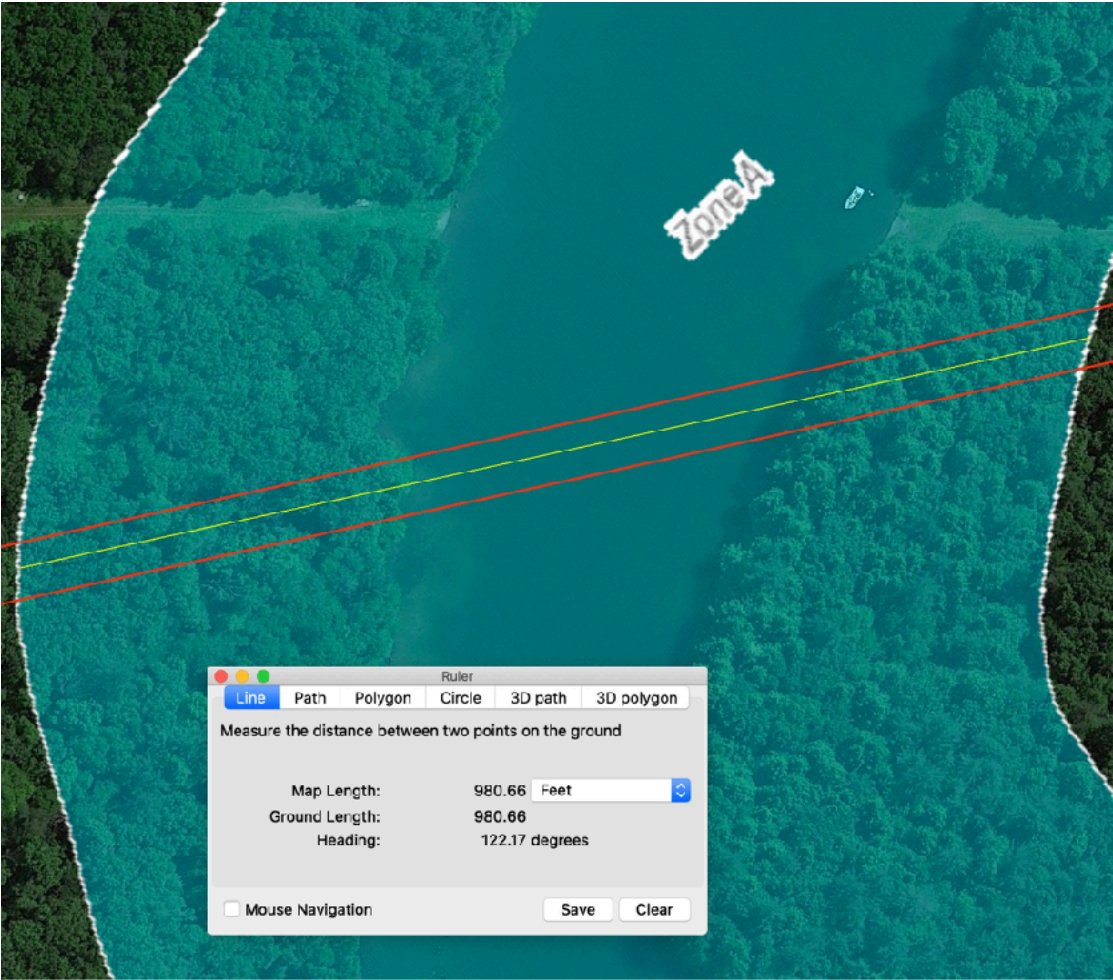 Zone A
Ruler
Line Path Polygon Circle 3D path 3D polygon
Measure the distance between two points on the ground
Map Length: 980.66 Feet
Ground Length: 980.66
Heading: 122.17 degrees
Mouse Navigation Save Clear